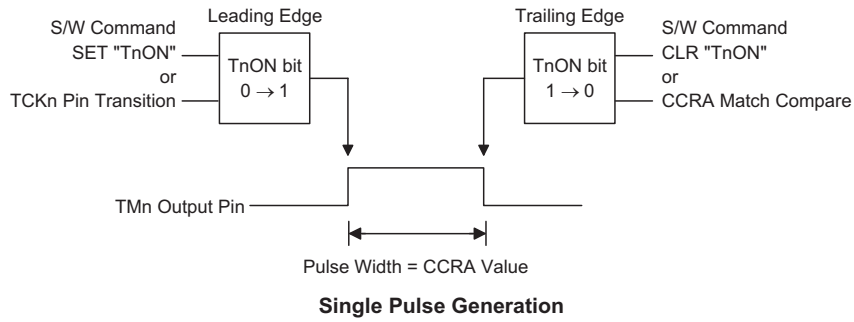 Leading Edge
S/W Command
SET "TnON"
or
TCKn Pin Transition
TnON bit
0 → 1
Trailing Edge
TnON bit
1 → 0
S/W Command
CLR "TnON"
or
CCRA Match Compare
TMn Output Pin
Pulse Width = CCRA Value
Single Pulse Generation